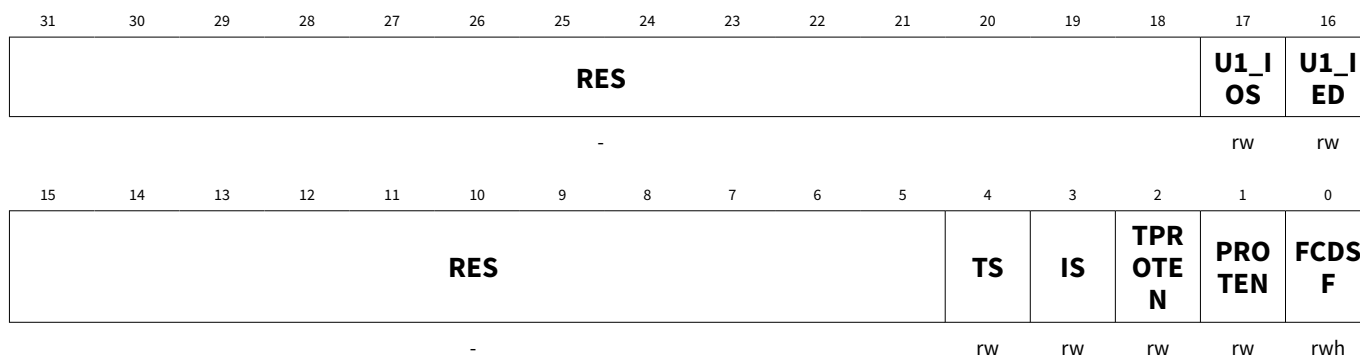 31 30 29 28 27 26 25 24 23 22 21 20 19 18 17 16
RES U1_I U1_I
OS ED
- rw rw
15 14 13 12 11 10 9 8 7 6 5 4 3 2 1 0
RES TS IS TPR PRO FCDS
OTE TEN F
N
- rw rw rw rw rwh